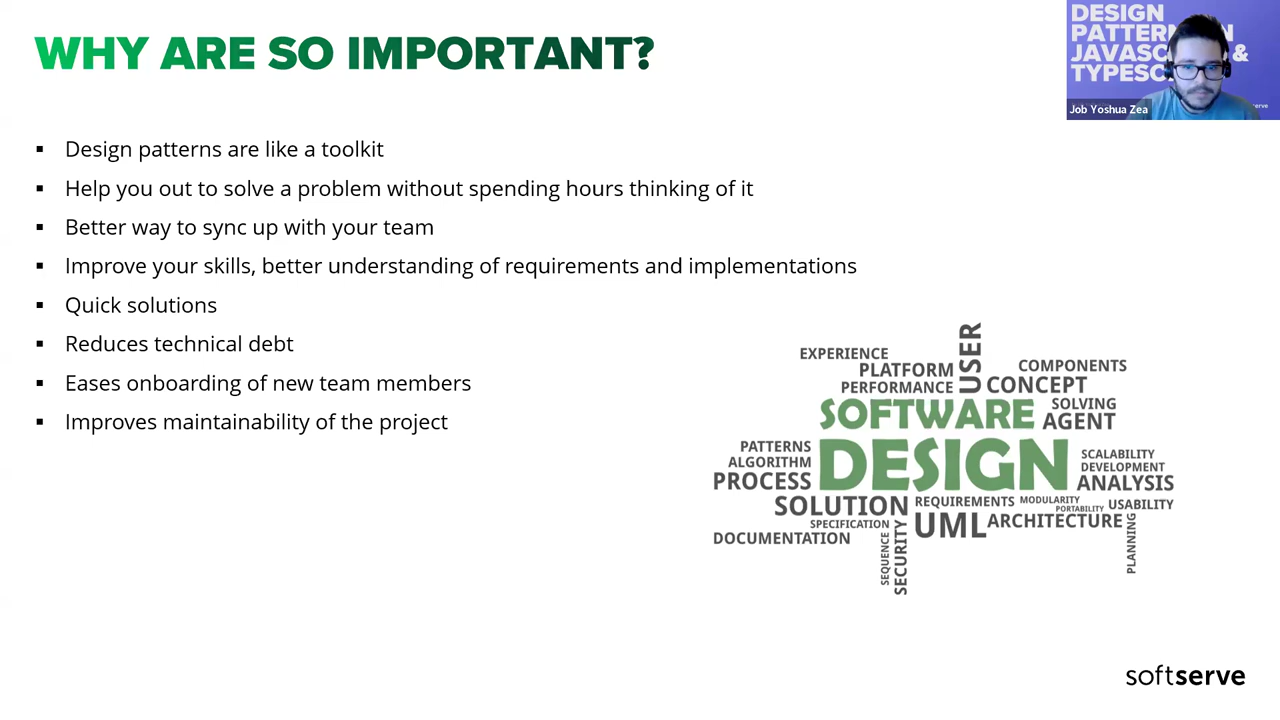 WHY ARE SO IMPORTANT?
DESIGN
PATTERN N
JAVASC &
TYPESC
erve
Job Yoshua Zea
▪ Design patterns are like a toolkit
▪ Help you out to solve a problem without spending hours thinking of it
▪ Better way to sync up with your team
▪ Improve your skills, better understanding of requirements and implementations
▪ Quick solutions
▪ Reduces technical debt
▪ Eases onboarding of new team members
▪ Improves maintainability of the project
USER
EXPERIENCE
PLATFORM
COMPONENTS
PERFORMANCE
CONCEPT
SOFTWARE
SOLVING
AGENT
PATTERNS
ALGORITHM
PROCESS
DESIGN
SCALABILITY
DEVELOPMENT
ANALYSIS
SOLUTION
REQUIREMENTS
MODULARITY
PORTABILITY
USABILITY
SPECIFICATION
UML
ARCHITECTURE
DOCUMENTATION
SEQUENCE
SECURITY
PLANNING
softserve